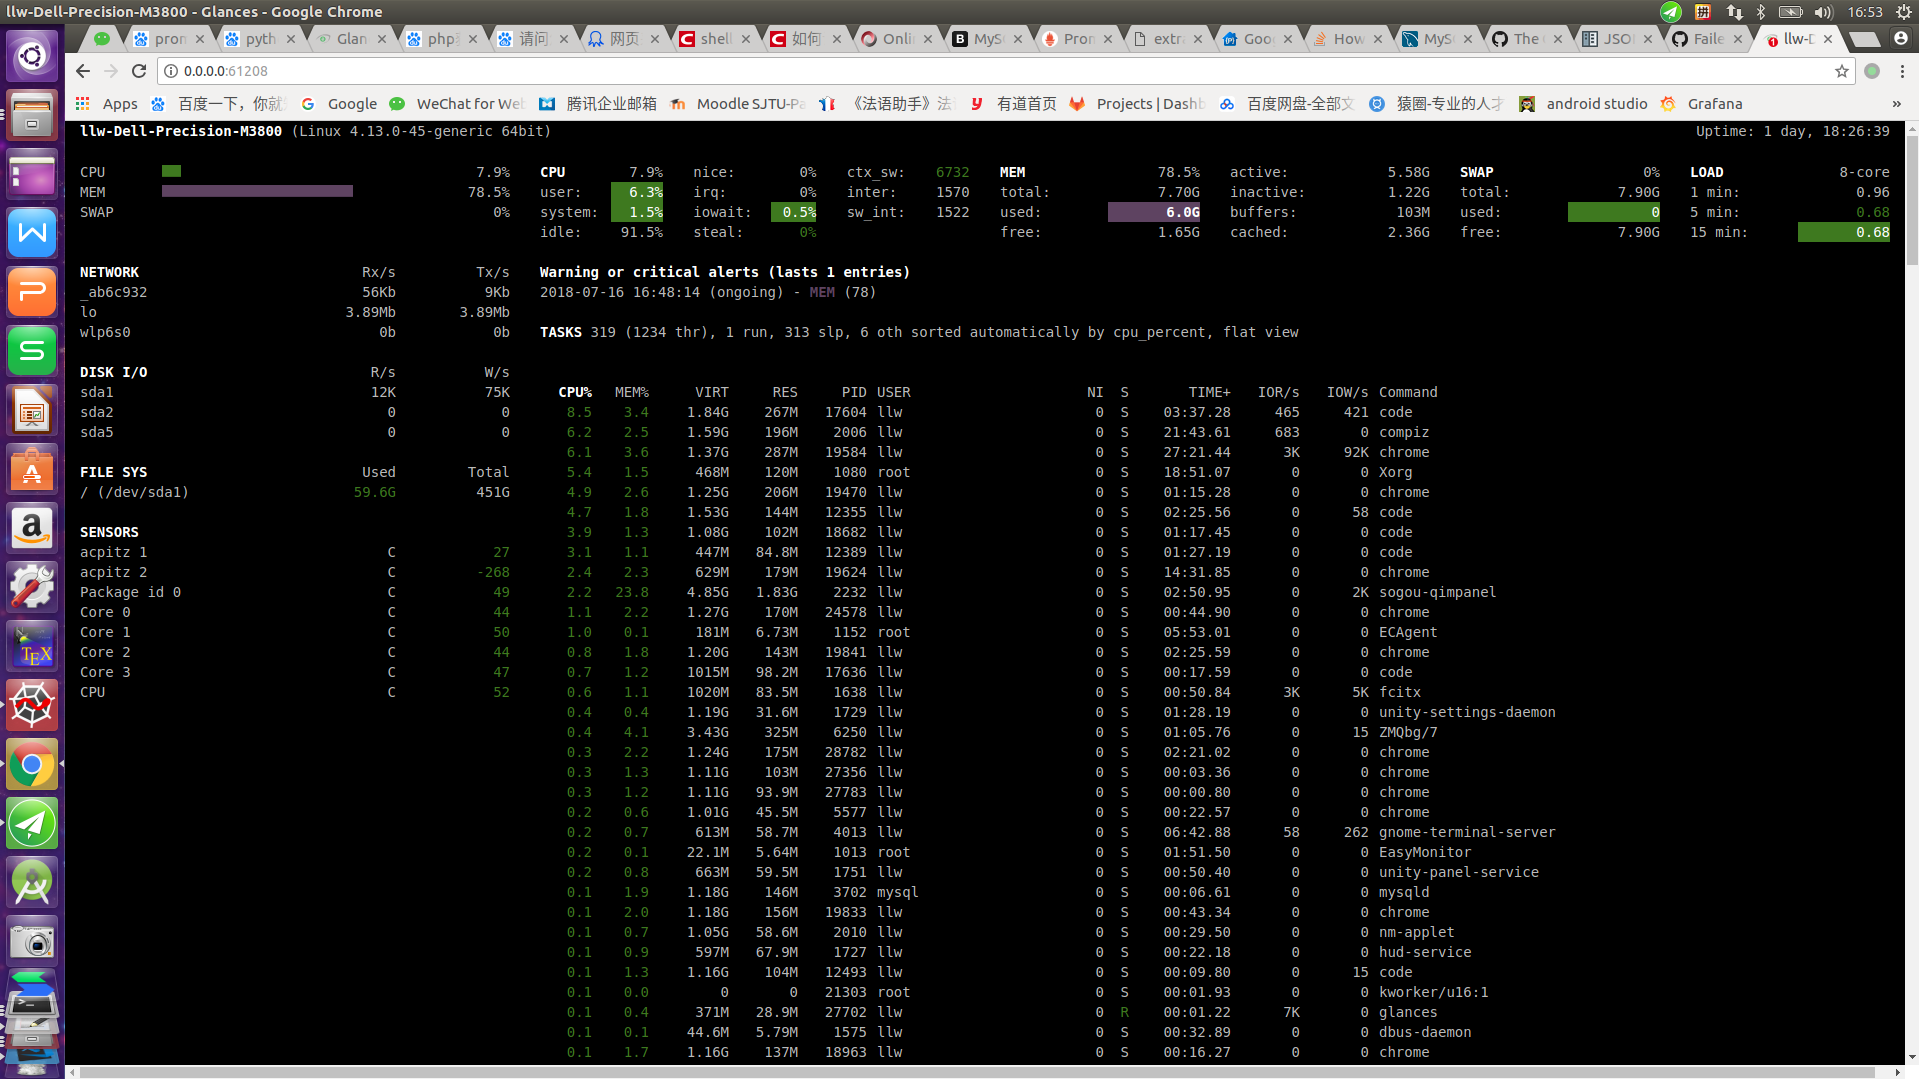 llw-Dell-Precision-M3800 - Glances - Google Chrome 16:53
pron pyth Glan php 请问 网页 shell 如何 Onli MyS Pron extra Goo How MyS The JSO Faile llw-D
0.0.0.0:61208
Apps 百度一下，你就 Google WeChat for We 腾讯企业邮箱 Moodle SJTU-Pa 《法语助手》法 有道首页 Projects | Dashb 百度网盘-全部文 猿圈-专业的人才 android studio Grafana »
llw-Dell-Precision-M3800 (Linux 4.13.0-45-generic 64bit) Uptime: 1 day, 18:26:39
CPU 7.9% CPU 7.9% nice: 0% ctx_sw: 6732 MEM 78.5% active: 5.58G SWAP 0% LOAD 8-core
MEM 78.5% user: 6.3% irq: 0% inter: 1570 total: 7.70G inactive: 1.22G total: 7.90G 1 min: 0.96
SWAP 0% system: 1.5% iowait: 0.5% sw_int: 1522 used: 6.0G buffers: 103M used: 0 5 min: 0.68
idle: 91.5% steal: 0% free: 1.65G cached: 2.36G free: 7.90G 15 min: 0.68
NETWORK Rx/s Tx/s Warning or critical alerts (lasts 1 entries)
_ab6c932 56Kb 9Kb 2018-07-16 16:48:14 (ongoing) - MEM (78)
lo 3.89Mb 3.89Mb
wlp6s0 0b 0b TASKS 319 (1234 thr), 1 run, 313 slp, 6 oth sorted automatically by cpu_percent, flat view
DISK I/O R/s W/s
sda1 12K 75K CPU% MEM% VIRT RES PID USER NI S TIME+ IOR/s IOW/s Command
sda2 0 0 8.5 3.4 1.84G 267M 17604 llw 0 S 03:37.28 465 421 code
sda5 0 0 6.2 2.5 1.59G 196M 2006 llw 0 S 21:43.61 683 0 compiz
6.1 3.6 1.37G 287M 19584 llw 0 S 27:21.44 3K 92K chrome
FILE SYS Used Total 5.4 1.5 468M 120M 1080 root 0 S 18:51.07 0 0 Xorg
/ (/dev/sda1) 59.6G 451G 4.9 2.6 1.25G 206M 19470 llw 0 S 01:15.28 0 0 chrome
4.7 1.8 1.53G 144M 12355 llw 0 S 02:25.56 0 58 code
SENSORS 3.9 1.3 1.08G 102M 18682 llw 0 S 01:17.45 0 0 code
acpitz 1 C 27 3.1 1.1 447M 84.8M 12389 llw 0 S 01:27.19 0 0 code
acpitz 2 C -268 2.4 2.3 629M 179M 19624 llw 0 S 14:31.85 0 0 chrome
Package id 0 C 49 2.2 23.8 4.85G 1.83G 2232 llw 0 S 02:50.95 0 2K sogou-qimpanel
Core 0 C 44 1.1 2.2 1.27G 170M 24578 llw 0 S 00:44.90 0 0 chrome
Core 1 C 50 1.0 0.1 181M 6.73M 1152 root 0 S 05:53.01 0 0 ECAgent
Core 2 C 44 0.8 1.8 1.20G 143M 19841 llw 0 S 02:25.59 0 0 chrome
Core 3 C 47 0.7 1.2 1015M 98.2M 17636 llw 0 S 00:17.59 0 0 code
CPU C 52 0.6 1.1 1020M 83.5M 1638 llw 0 S 00:50.84 3K 5K fcitx
0.4 0.4 1.19G 31.6M 1729 llw 0 S 01:28.19 0 0 unity-settings-daemon
0.4 4.1 3.43G 325M 6250 llw 0 S 01:05.76 0 15 ZMQbg/7
0.3 2.2 1.24G 175M 28782 llw 0 S 02:21.02 0 0 chrome
0.3 1.3 1.11G 103M 27356 llw 0 S 00:03.36 0 0 chrome
0.3 1.2 1.11G 93.9M 27783 llw 0 S 00:00.80 0 0 chrome
0.2 0.6 1.01G 45.5M 5577 llw 0 S 00:22.57 0 0 chrome
0.2 0.7 613M 58.7M 4013 llw 0 S 06:42.88 58 262 gnome-terminal-server
0.2 0.1 22.1M 5.64M 1013 root 0 S 01:51.50 0 0 EasyMonitor
0.2 0.8 663M 59.5M 1751 llw 0 S 00:50.40 0 0 unity-panel-service
0.1 1.9 1.18G 146M 3702 mysql 0 S 00:06.61 0 0 mysqld
0.1 2.0 1.18G 156M 19833 llw 0 S 00:43.34 0 0 chrome
0.1 0.7 1.05G 58.6M 2010 llw 0 S 00:29.50 0 0 nm-applet
0.1 0.9 597M 67.9M 1727 llw 0 S 00:22.18 0 0 hud-service
0.1 1.3 1.16G 104M 12493 llw 0 S 00:09.80 0 15 code
0.1 0.0 0 0 21303 root 0 S 00:01.93 0 0 kworker/u16:1
0.1 0.4 371M 28.9M 27702 llw 0 R 00:01.22 7K 0 glances
0.1 0.1 44.6M 5.79M 1575 llw 0 S 00:32.89 0 0 dbus-daemon
0.1 1.7 1.16G 137M 18963 llw 0 S 00:16.27 0 0 chrome